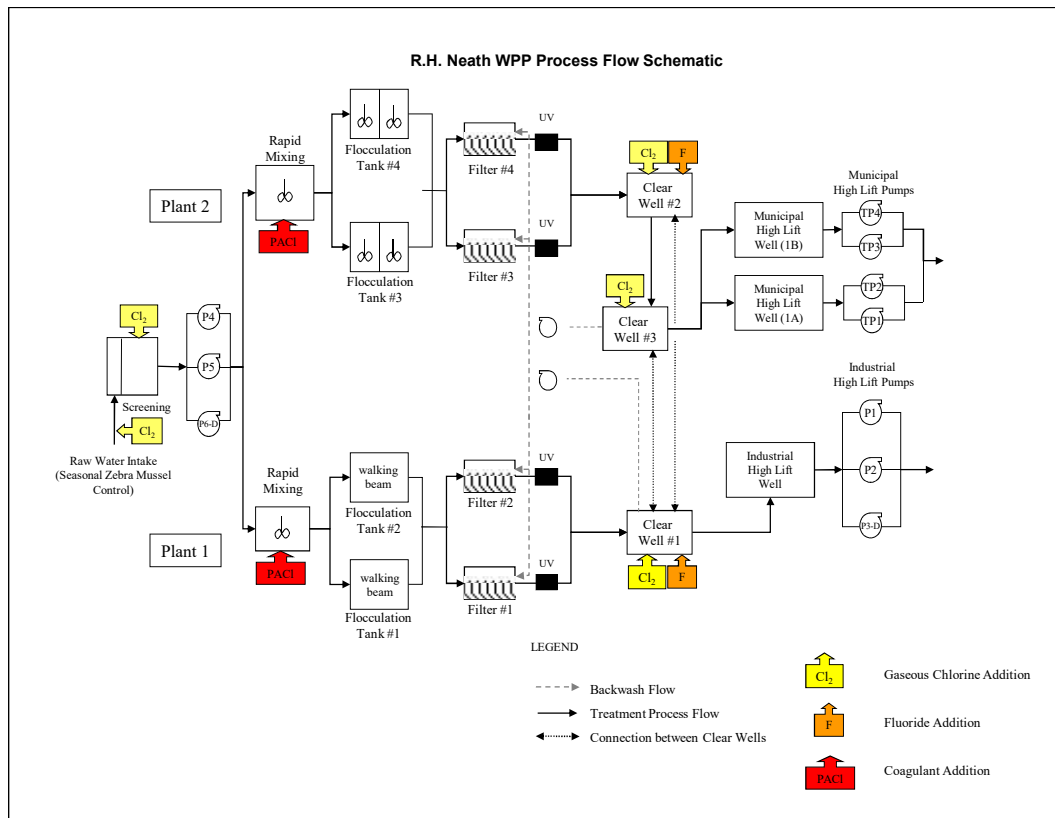 R.H. Neath WPP Process Flow Schematic
Plant 2
Rapid
Mixing
PACl
Flocculation
Tank #4
Flocculation
Tank #3
Filter #4
Filter #3
UV
UV
Cl2
F
Clear
Well #2
Cl2
Clear
Well #3
Municipal
High Lift
Well (1B)
Municipal
High Lift
Well (1A)
Municipal
High Lift Pumps
TP4
TP3
TP2
TP1
Cl2
Screening
Cl2
Raw Water Intake
(Seasonal Zebra Mussel
Control)
P4
P5
P6-D
Plant 1
Rapid
Mixing
PACl
walking
beam
Flocculation
Tank #2
walking
beam
Flocculation
Tank #1
Filter #2
Filter #1
UV
UV
Clear
Well #1
Cl2
F
Industrial
High Lift
Well
Industrial
High Lift Pumps
P1
P2
P3-D
LEGEND
Backwash Flow
Treatment Process Flow
Connection between Clear Wells
Cl2
Gaseous Chlorine Addition
F
Fluoride Addition
PACl
Coagulant Addition